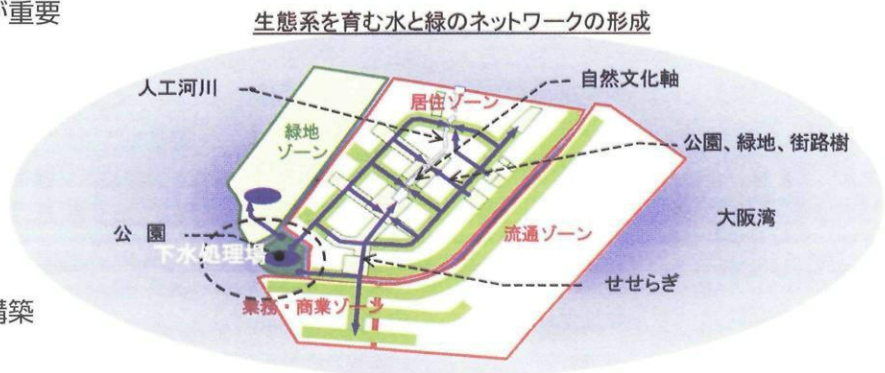 が重要
生態系を育む水と緑のネットワークの形成
人工河川
自然文化軸
居住ゾーン
緑地
ゾーン
公園、緑地、街路樹
大阪湾
流通ゾーン
公 園
下水処理場
せせらぎ
業務・商業ゾーン
構築